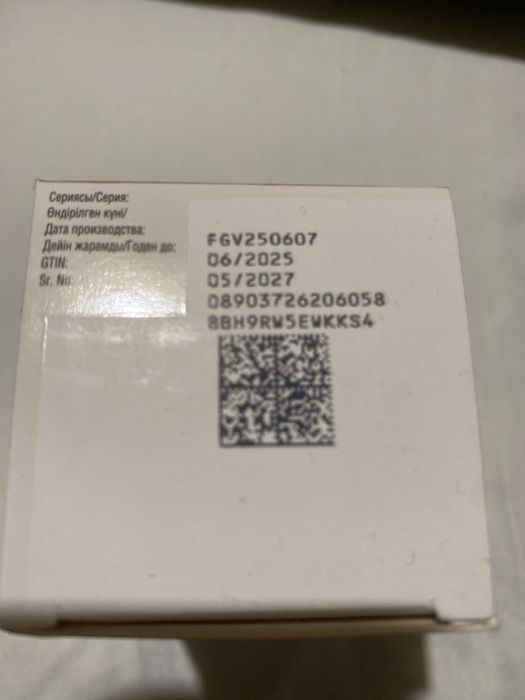 Сериясы/Серия:
FGV250607
Өндірілген күні/
Дата производства:
06/2025
Дейін жарамды/Годен до:
05/2027
GTIN:
08903726206058
Sr. No.
8BH9RW5EWKKS4